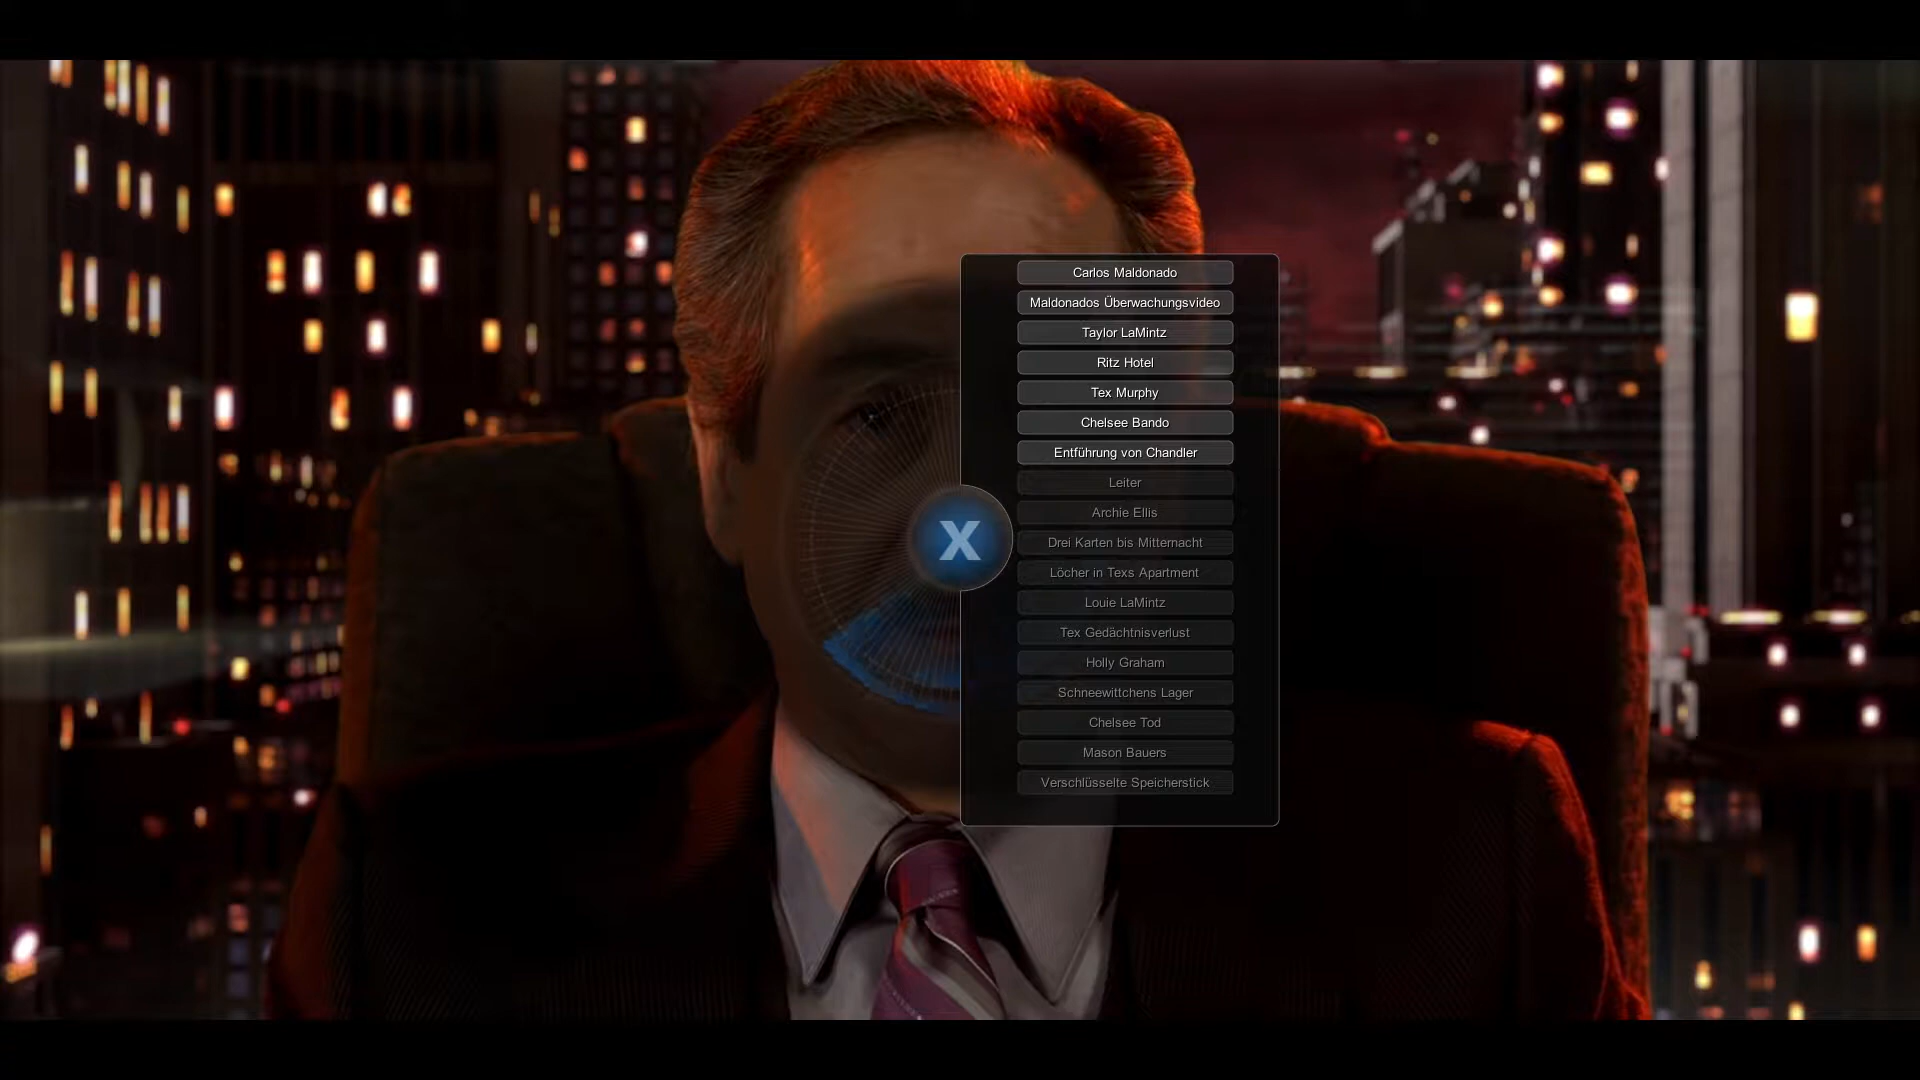 Carlos Maldonado
Maldonados Überwachungsvideo
Taylor LaMintz
Ritz Hotel
Tex Murphy
Chelsee Bando
Entführung von Chandler
Leiter
Archie Ellis
Drei Karten bis Mitternacht
Löcher in Texs Apartment
Louie LaMintz
Tex Gedächtnisverlust
Holly Graham
Schneewittchens Lager
Chelsee Tod
Mason Bauers
Verschlüsselte Speicherstick
X